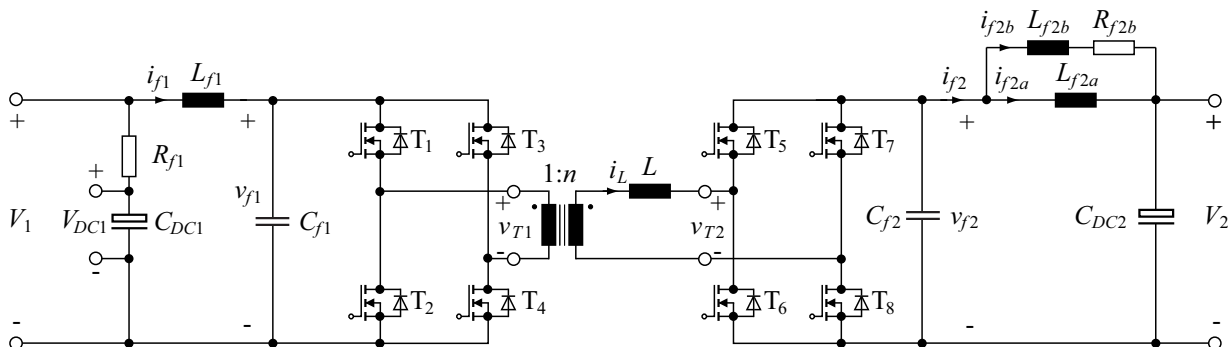 i_{f2b} L_{f2b} R_{f2b}
i_{f1} L_{f1} i_{f2} i_{f2a} L_{f2a}
+ + + +
T_1 T_3 T_5 T_7
R_{f1}
1:n i_L L
+ + +
V_1 V_{DC1} C_{DC1} v_{f1} C_{f1} v_{T1} v_{T2} C_{f2} v_{f2} C_{DC2} V_2
- - -
T_2 T_4 T_6 T_8
- - - -